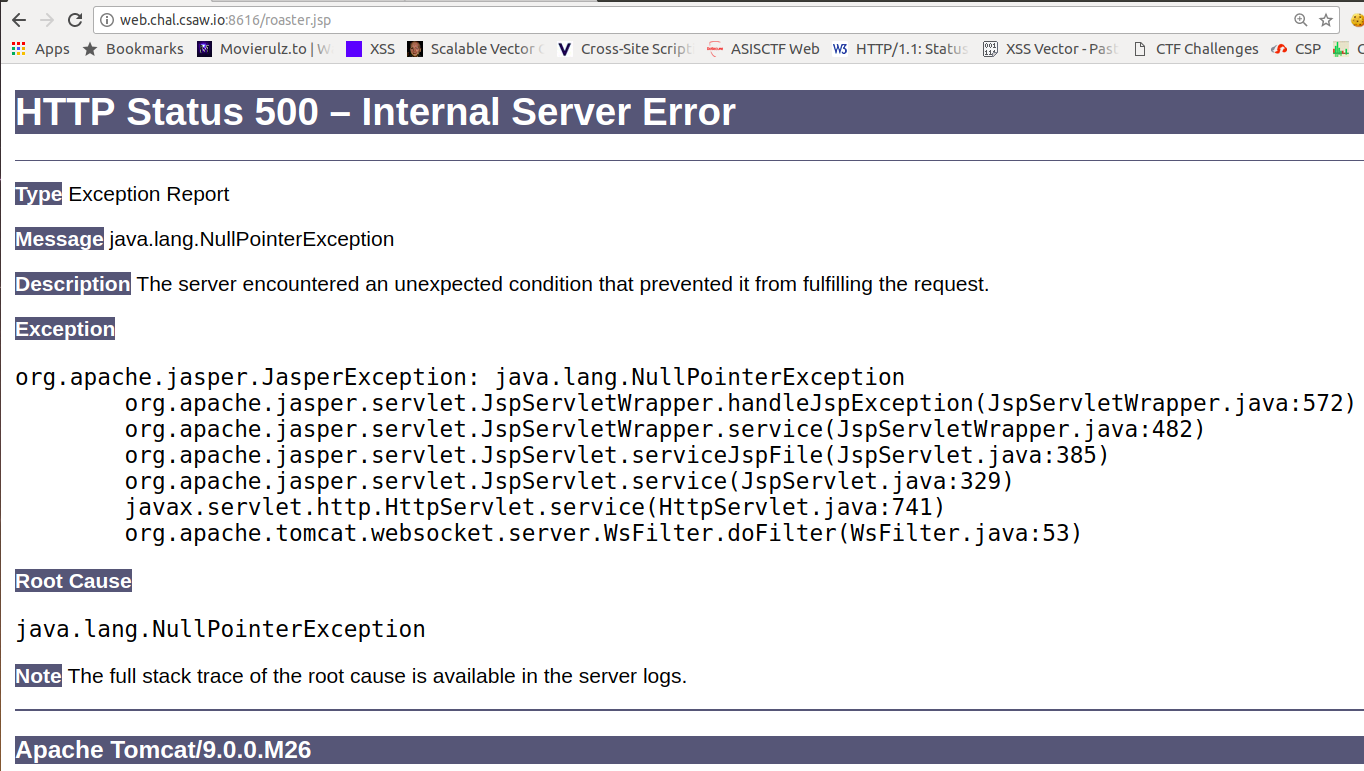 web.chal.csaw.io:8616/roaster.jsp
Apps Bookmarks Movierulz.to | W XSS Scalable Vector Cross-Site Script ASISCTF Web HTTP/1.1: Status XSS Vector - Past CTF Challenges CSP
HTTP Status 500 – Internal Server Error
Type Exception Report
Message java.lang.NullPointerException
Description The server encountered an unexpected condition that prevented it from fulfilling the request.
Exception
org.apache.jasper.JasperException: java.lang.NullPointerException
org.apache.jasper.servlet.JspServletWrapper.handleJspException(JspServletWrapper.java:572)
org.apache.jasper.servlet.JspServletWrapper.service(JspServletWrapper.java:482)
org.apache.jasper.servlet.JspServlet.serviceJspFile(JspServlet.java:385)
org.apache.jasper.servlet.JspServlet.service(JspServlet.java:329)
javax.servlet.http.HttpServlet.service(HttpServlet.java:741)
org.apache.tomcat.websocket.server.WsFilter.doFilter(WsFilter.java:53)
Root Cause
java.lang.NullPointerException
Note The full stack trace of the root cause is available in the server logs.
Apache Tomcat/9.0.0.M26